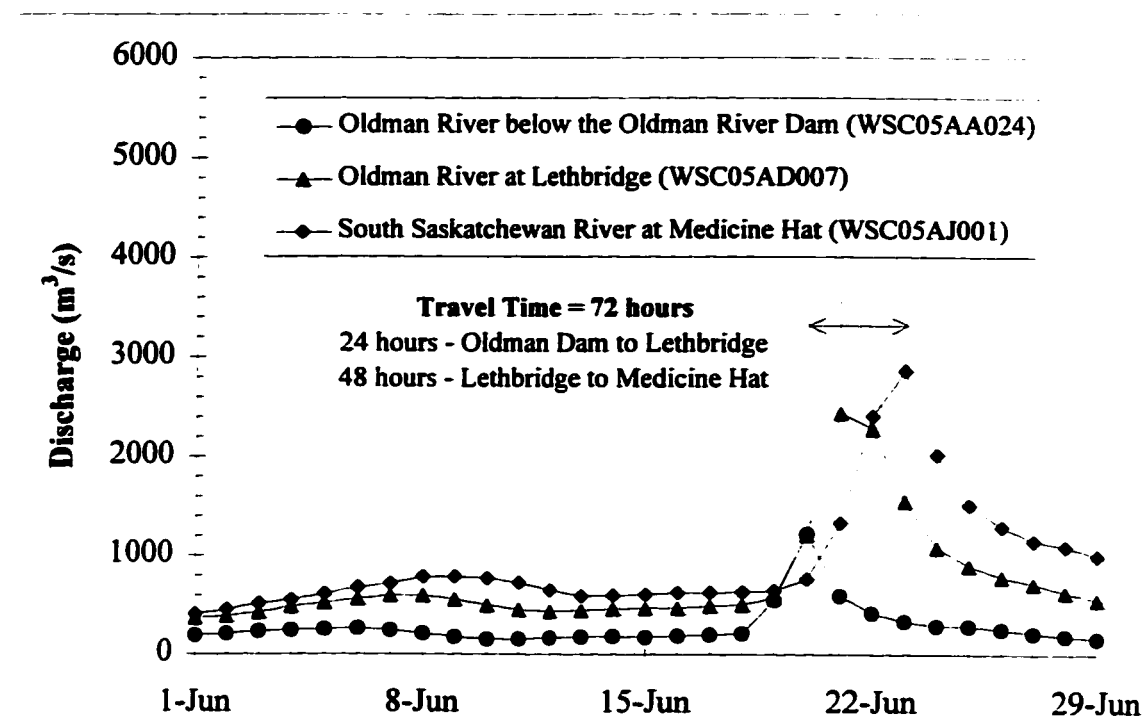 6000
5000
4000
3000
2000
1000
0
Discharge (m³/s)
Oldman River below the Oldman River Dam (WSC05AA024)
Oldman River at Lethbridge (WSC05AD007)
South Saskatchewan River at Medicine Hat (WSC05AJ001)
Travel Time = 72 hours
24 hours - Oldman Dam to Lethbridge
48 hours - Lethbridge to Medicine Hat
1-Jun 8-Jun 15-Jun 22-Jun 29-Jun